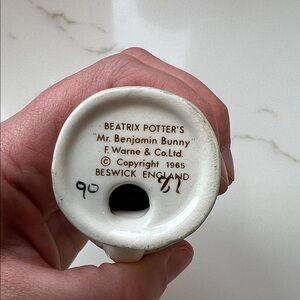 BEATRIX POTTER'S
"Mr. Benjamin Bunny"
F. Warne & Co. Ltd.
© Copyright 1965
BESWICK ENGLAND
90